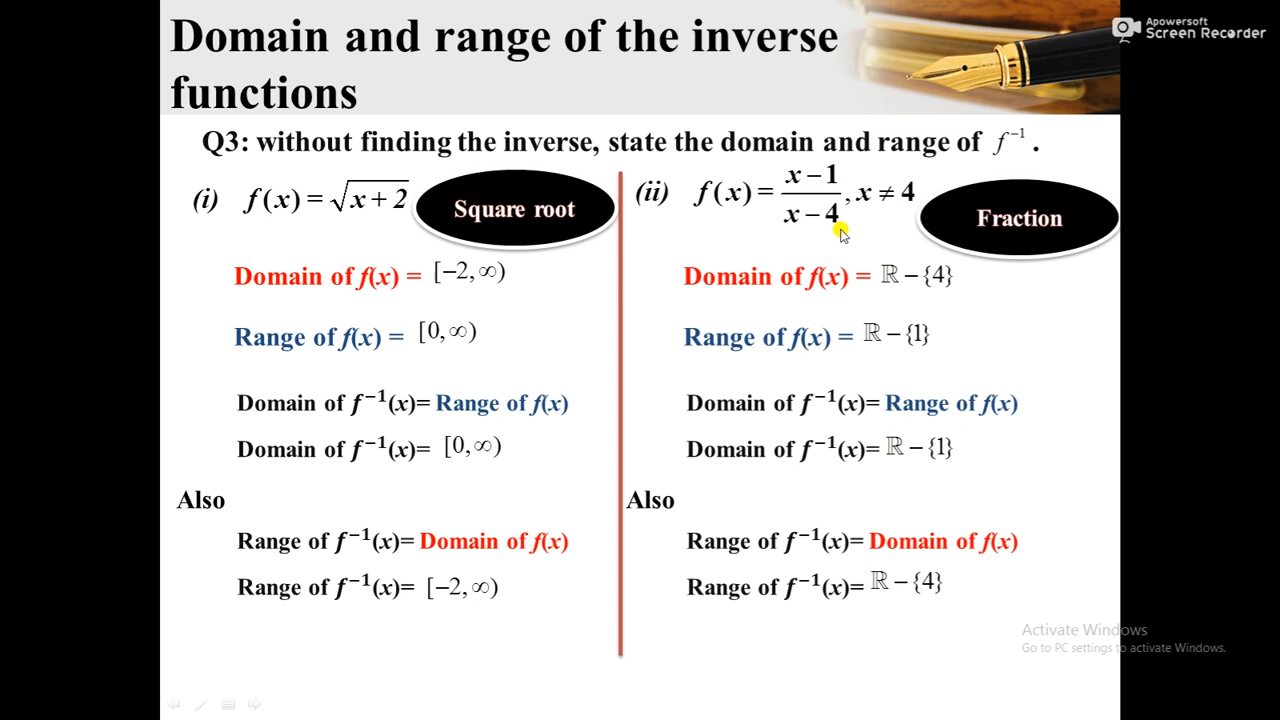 Domain and range of the inverse
functions
Apowersoft
Screen Recorder
Q3: without finding the inverse, state the domain and range of f⁻¹ .
(i) f(x) = √(x + 2)
Square root
Domain of f(x) = [−2, ∞)
Range of f(x) = [0, ∞)
Domain of f⁻¹(x)= Range of f(x)
Domain of f⁻¹(x)= [0, ∞)
Also
Range of f⁻¹(x)= Domain of f(x)
Range of f⁻¹(x)= [−2, ∞)
(ii) f(x) = (x − 1)/(x − 4), x ≠ 4
Fraction
Domain of f(x) = ℝ − {4}
Range of f(x) = ℝ − {1}
Domain of f⁻¹(x)= Range of f(x)
Domain of f⁻¹(x)= ℝ − {1}
Also
Range of f⁻¹(x)= Domain of f(x)
Range of f⁻¹(x)= ℝ − {4}
Activate Windows
Go to PC settings to activate Windows.